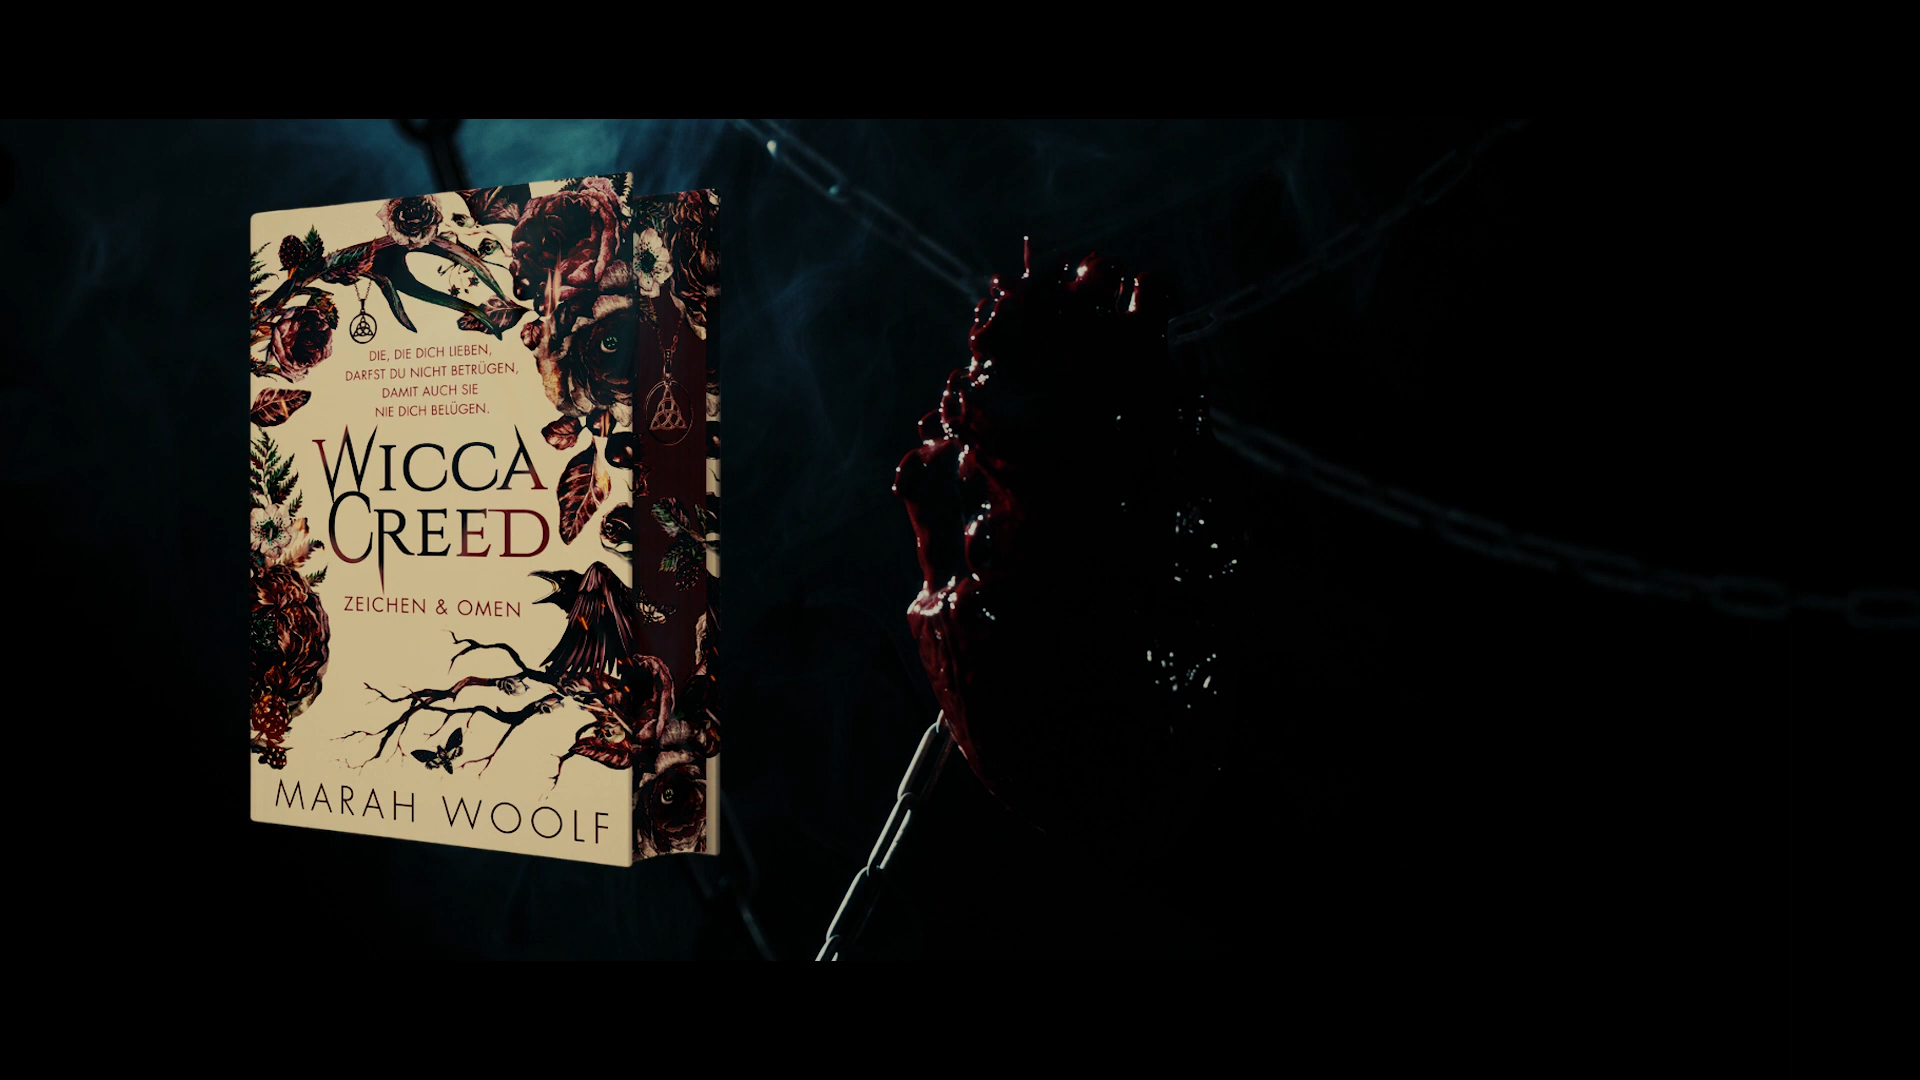 DIE, DIE DICH LIEBEN,
DARFST DU NICHT BETRÜGEN,
DAMIT AUCH SIE
NIE DICH BELÜGEN.
WICCA
CREED
ZEICHEN & OMEN
MARAH WOOLF